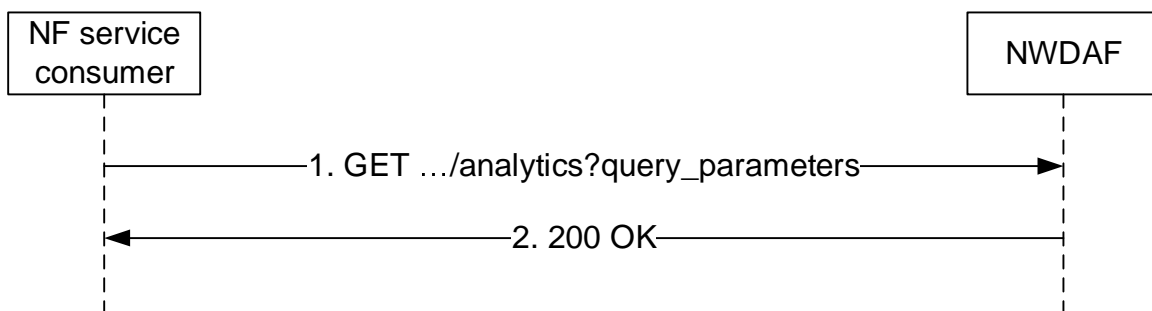 NF service
consumer
NWDAF
1. GET …/analytics?query_parameters
2. 200 OK